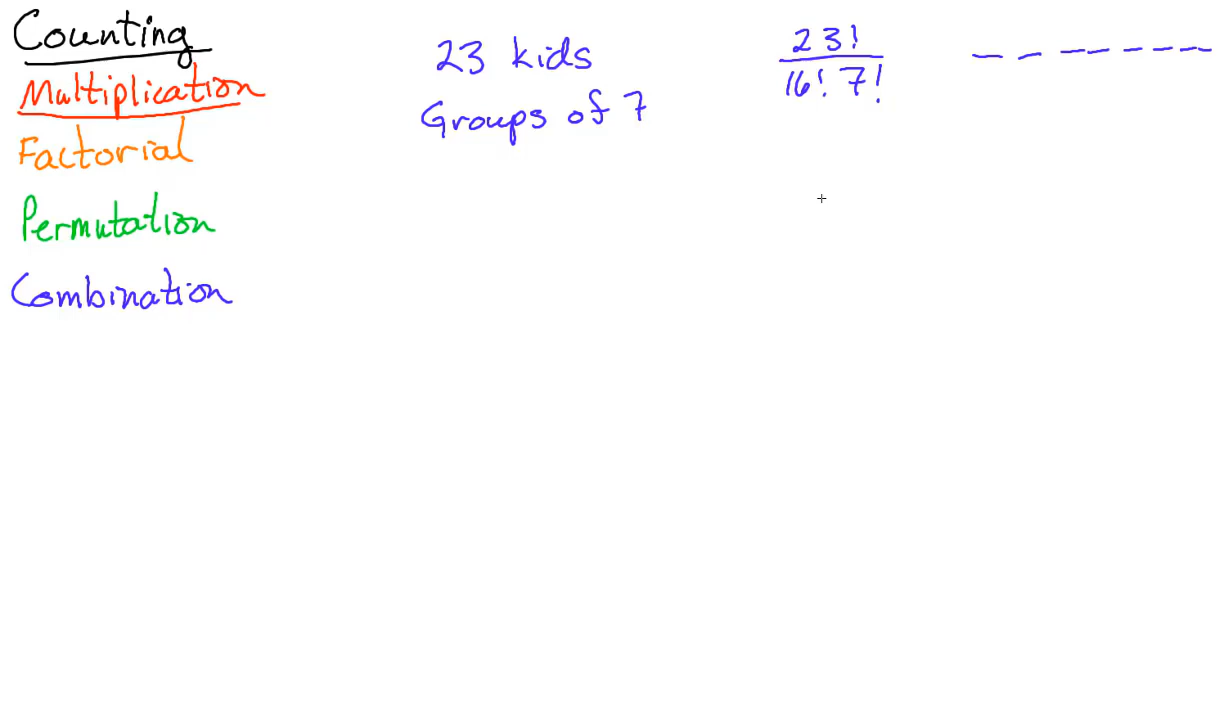 Counting
Multiplication
Factorial
Permutation
Combination
23 kids
Groups of 7
23!
16! 7!
_ _ _ _ _ _ _